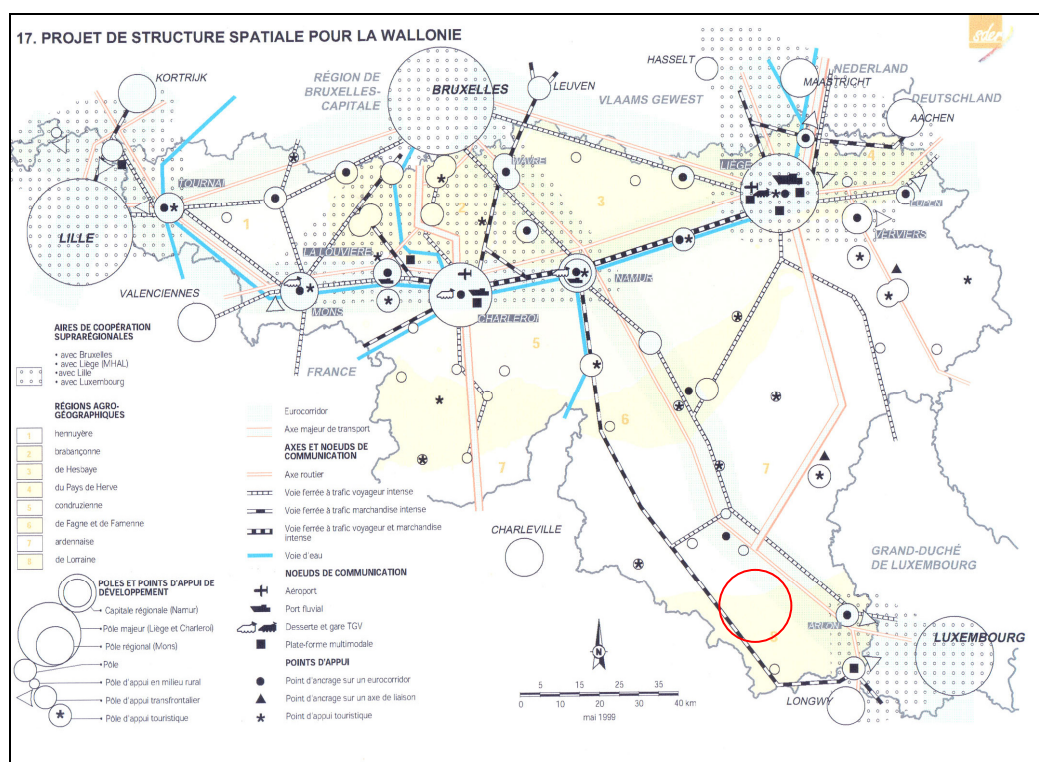 17. PROJET DE STRUCTURE SPATIALE POUR LA WALLONIE
sder
KORTRIJK
RÉGION DE
BRUXELLES-
CAPITALE
BRUXELLES
LEUVEN
HASSELT
VLAAMS GEWEST
NEDERLAND
MAASTRICHT
DEUTSCHLAND
AACHEN
TOURNAI
WAVRE
LIÈGE
EUPEN
VERVIERS
LILLE
LA LOUVIERE
NAMUR
VALENCIENNES
MONS
CHARLEROI
FRANCE
1
2
3
4
5
6
7
7
CHARLEVILLE
GRAND-DUCHÉ
DE LUXEMBOURG
ARLON
LUXEMBOURG
LONGWY
AIRES DE COOPÉRATION
SUPRARÉGIONALES
• avec Bruxelles
• avec Liège (MHAL)
• avec Lille
• avec Luxembourg
RÉGIONS AGRO-
GÉOGRAPHIQUES
1 hennuyère
2 brabançonne
3 de Hesbaye
4 du Pays de Herve
5 condruzienne
6 de Fagne et de Famenne
7 ardennaise
8 de Lorraine
PÔLES ET POINTS D'APPUI DE
DÉVELOPPEMENT
Capitale régionale (Namur)
Pôle majeur (Liège et Charleroi)
Pôle régional (Mons)
Pôle
Pôle d'appui en milieu rural
Pôle d'appui transfrontalier
Pôle d'appui touristique
Eurocorridor
Axe majeur de transport
AXES ET NOEUDS DE
COMMUNICATION
Axe routier
Voie ferrée à trafic voyageur intense
Voie ferrée à trafic marchandise intense
Voie ferrée à trafic voyageur et marchandise
intense
Voie d'eau
NOEUDS DE COMMUNICATION
Aéroport
Port fluvial
Desserte et gare TGV
Plate-forme multimodale
POINTS D'APPUI
Point d'ancrage sur un eurocorridor
Point d'ancrage sur un axe de liaison
Point d'appui touristique
N
5 15 25 35
0 10 20 30 40 km
mai 1999